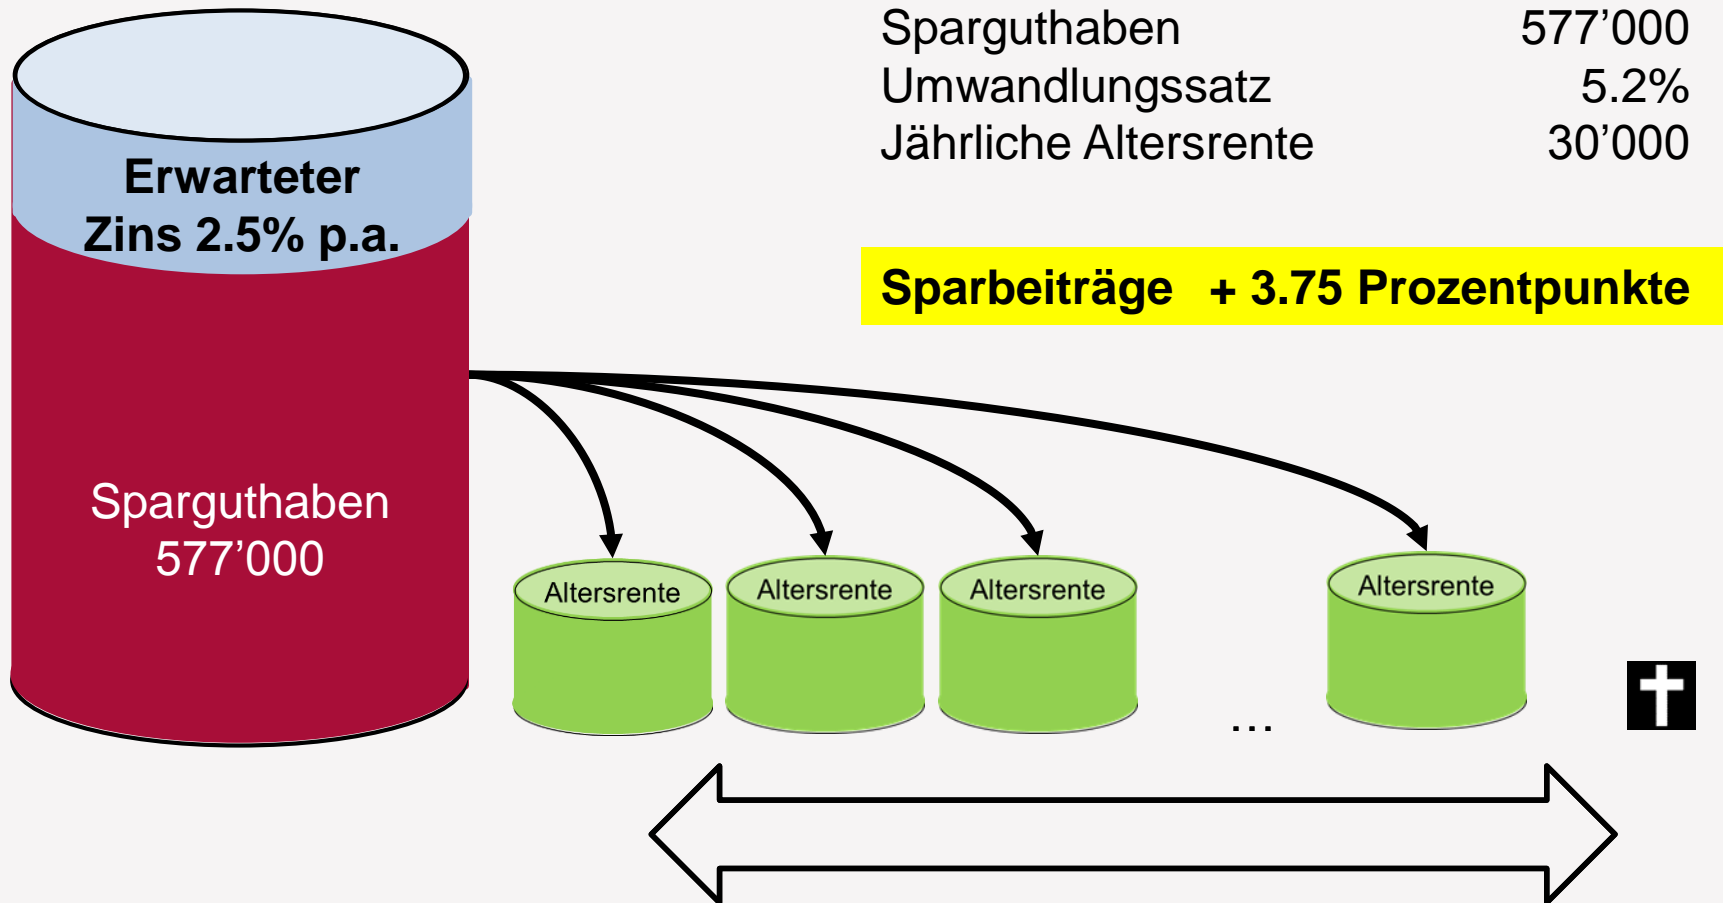 Sparguthaben 577’000
Umwandlungssatz 5.2%
Jährliche Altersrente 30’000
Erwarteter
Zins 2.5% p.a.
Sparbeiträge + 3.75 Prozentpunkte
Sparguthaben
577’000
Altersrente Altersrente Altersrente Altersrente
…